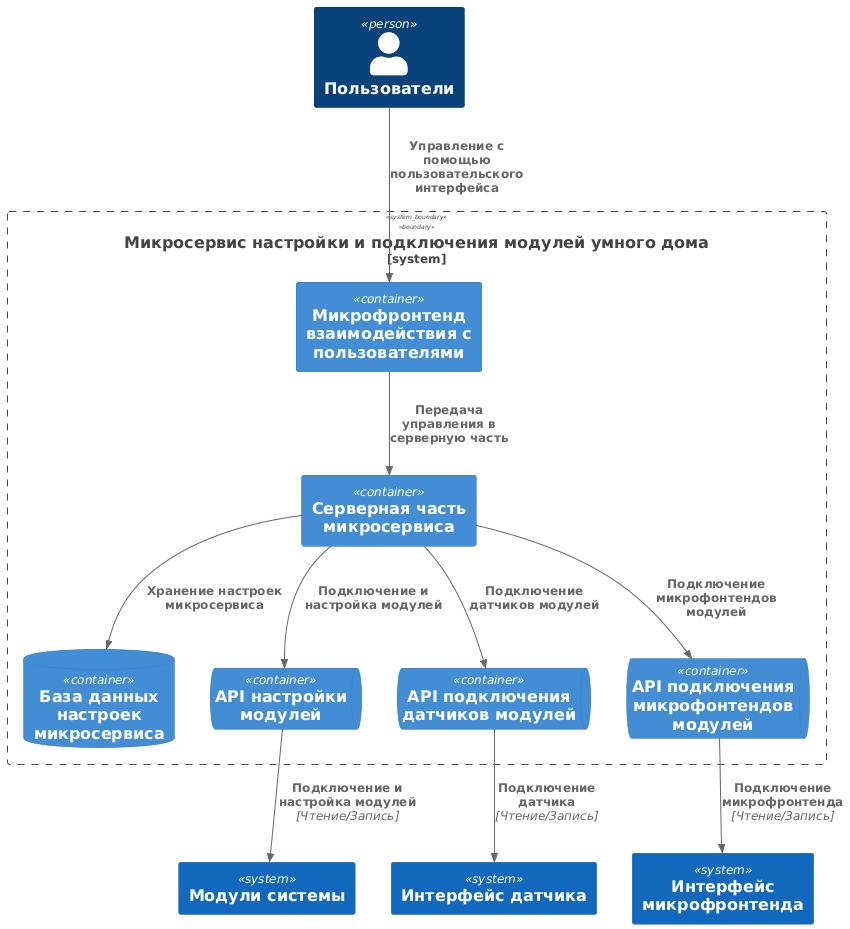 «person»
Пользователи
Управление с
помощью
пользовательского
интерфейса
«system_boundary»
«boundary»
Микросервис настройки и подключения модулей умного дома
[system]
«container»
Микрофронтенд
взаимодействия с
пользователями
Передача
управления в
серверную часть
«container»
Серверная часть
микросервиса
Хранение настроек
микросервиса
Подключение и
настройка модулей
Подключение
датчиков модулей
Подключение
микрофонтендов
модулей
«container»
База данных
настроек
микросервиса
«container»
API настройки
модулей
«container»
API подключения
датчиков модулей
«container»
API подключения
микрофонтендов
модулей
Подключение и
настройка модулей
[Чтение/Запись]
Подключение
датчика
[Чтение/Запись]
Подключение
микрофронтенда
[Чтение/Запись]
«system»
Модули системы
«system»
Интерфейс датчика
«system»
Интерфейс
микрофронтенда